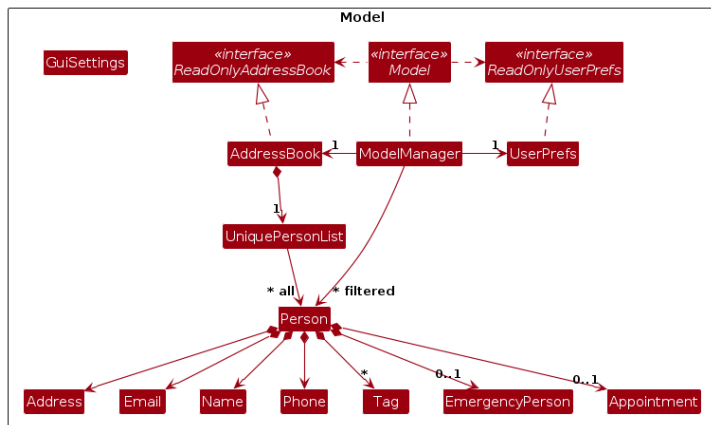 Model
GuiSettings
«interface»
ReadOnlyAddressBook
«interface»
Model
«interface»
ReadOnlyUserPrefs
AddressBook
1
ModelManager
1
UserPrefs
1
UniquePersonList
* all
* filtered
Person
*
0..1
0..1
Address
Email
Name
Phone
Tag
EmergencyPerson
Appointment